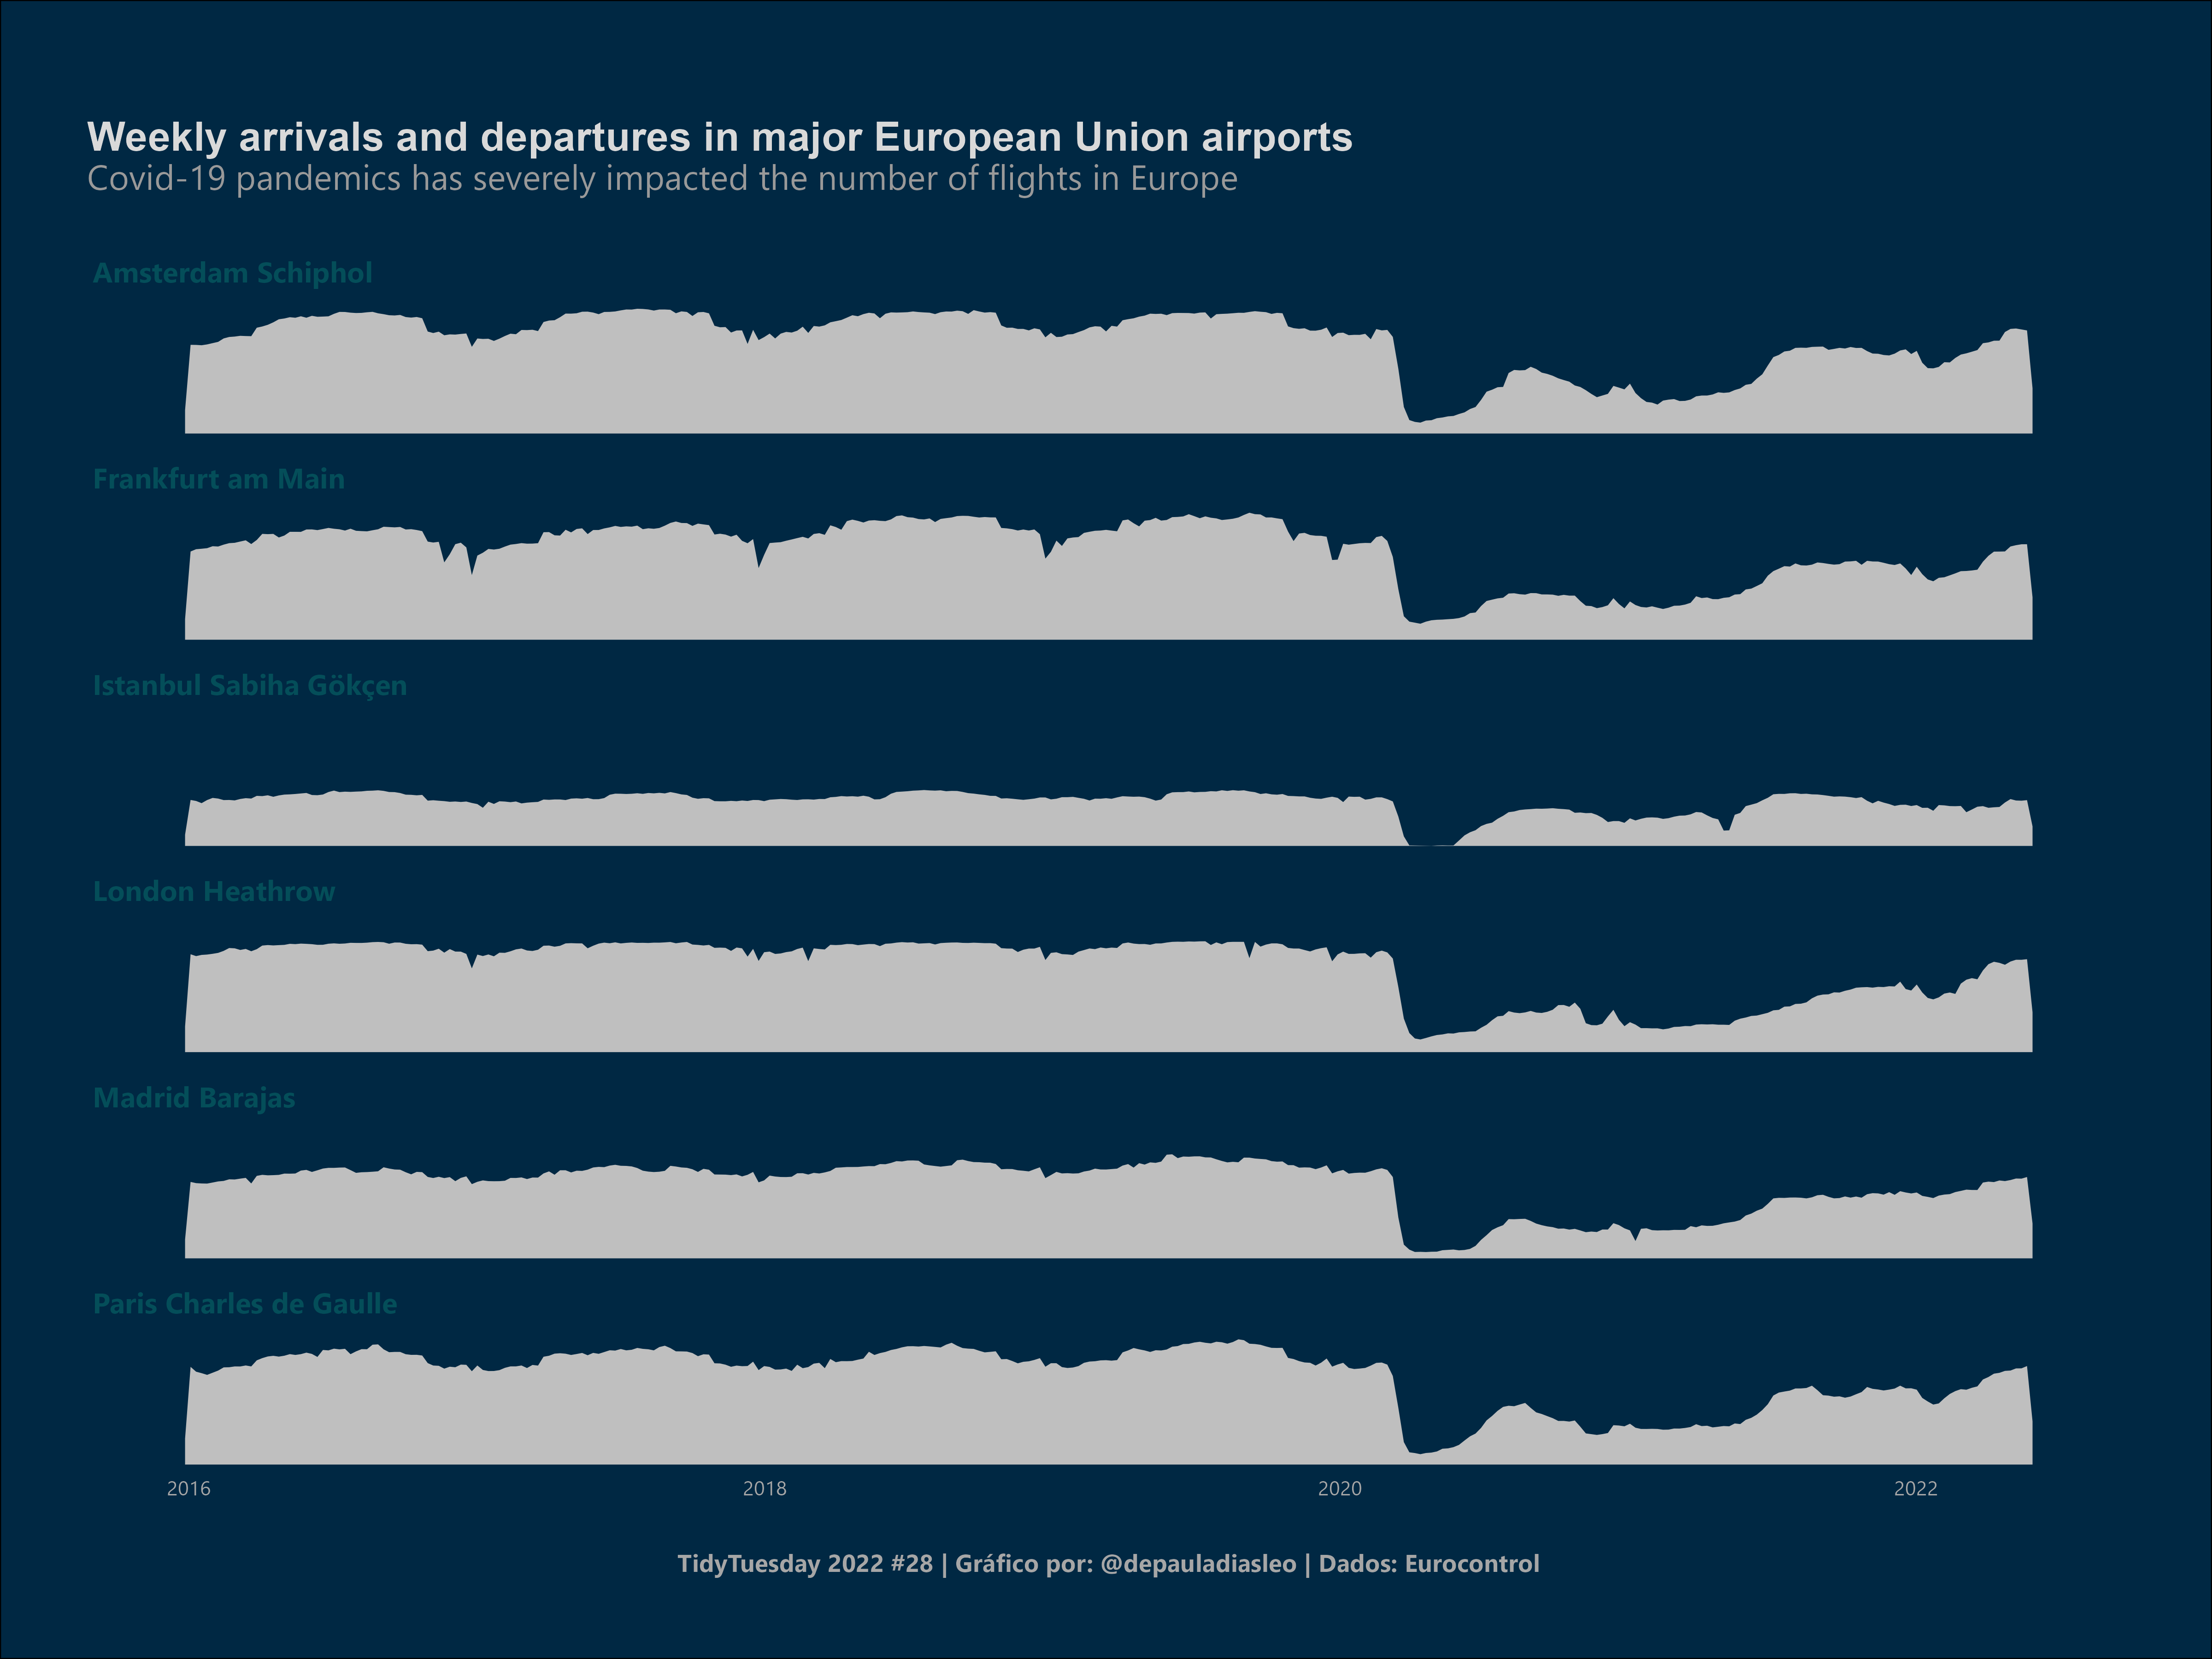 Weekly arrivals and departures in major European Union airports
Covid-19 pandemics has severely impacted the number of flights in Europe
Amsterdam Schiphol
Frankfurt am Main
Istanbul Sabiha Gökçen
London Heathrow
Madrid Barajas
Paris Charles de Gaulle
2016 2018 2020 2022
TidyTuesday 2022 #28 | Gráfico por: @depauladiasleo | Dados: Eurocontrol